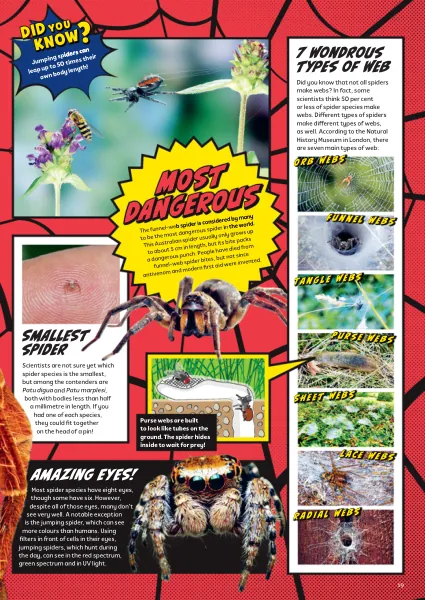 DID YOU
KNOW?
Jumping spiders can
leap up to 50 times their
own body length!
MOST
DANGEROUS
The funnel-web spider is considered by many
to be the most dangerous spider in the world.
This Australian spider usually only grows up
to about 5 cm in length, but its bite packs
a dangerous punch. People have died from
funnel-web spider bites, but not since
antivenom and modern first aid were invented.
SMALLEST
SPIDER
Scientists are not sure yet which
spider species is the smallest,
but among the contenders are
Patu digua and Patu marplesi,
both with bodies less than half
a millimetre in length. If you
had one of each species,
they could fit together
on the head of a pin!
Purse webs are built
to look like tubes on the
ground. The spider hides
inside to wait for prey!
AMAZING EYES!
Most spider species have eight eyes,
though some have six. However,
despite all of those eyes, many don't
see very well. A notable exception
is the jumping spider, which can see
more colours than humans. Using
filters in front of cells in their eyes,
jumping spiders, which hunt during
the day, can see in the red spectrum,
green spectrum and in UV light.
7 WONDROUS
TYPES OF WEB
Did you know that not all spiders
make webs? In fact, some
scientists think 50 per cent
or less of spider species make
webs. Different types of spiders
make different types of webs,
as well. According to the Natural
History Museum in London, there
are seven main types of web:
ORB WEBS
FUNNEL WEBS
TANGLE WEBS
PURSE WEBS
SHEET WEBS
LACE WEBS
RADIAL WEBS
19